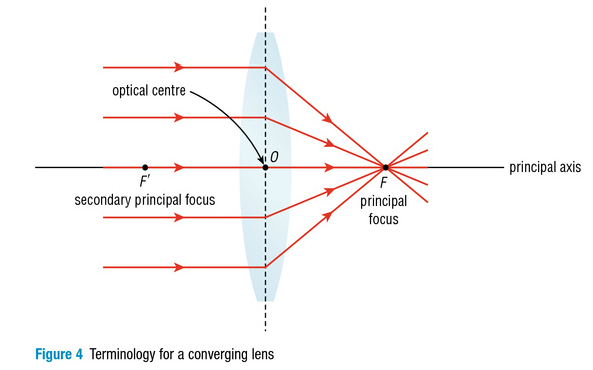 optical centre
O
principal axis
F'
F
secondary principal focus
principal
focus
Figure 4 Terminology for a converging lens